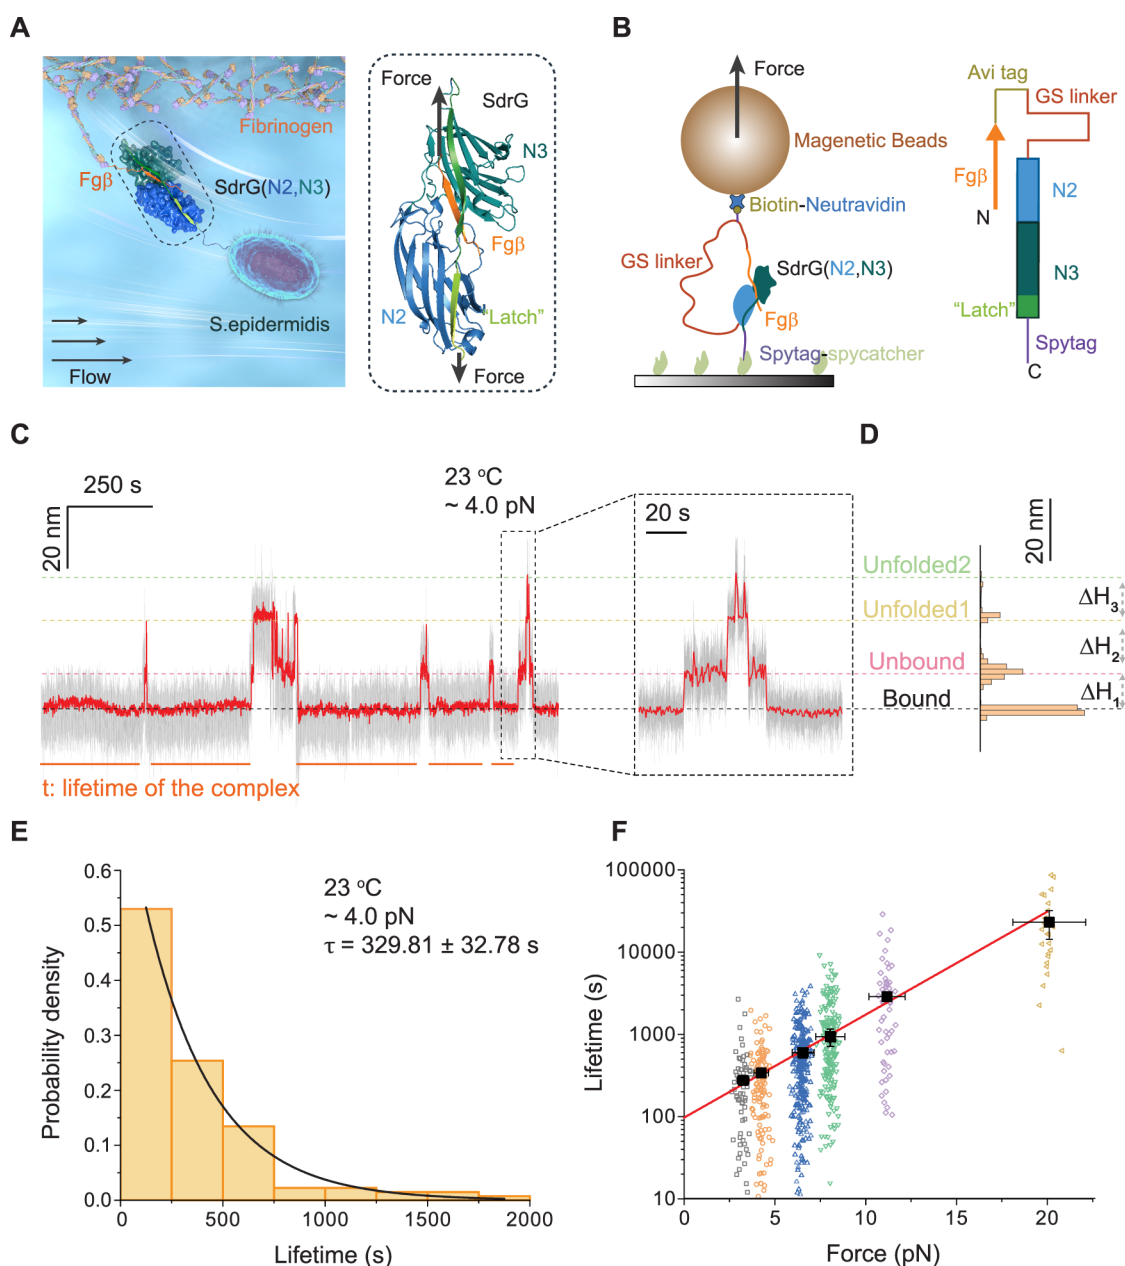 A
Fibrinogen
Fgβ
SdrG(N2,N3)
S.epidermidis
Flow
Force
SdrG
N3
Fgβ
N2
"Latch"
Force
B
Force
Magenetic Beads
Biotin-Neutravidin
GS linker
SdrG(N2,N3)
Fgβ
Spytag-spycatcher
Avi tag
GS linker
Fgβ
N
N2
N3
"Latch"
Spytag
C
C
250 s
20 nm
23 °C
~ 4.0 pN
20 s
t: lifetime of the complex
D
20 nm
Unfolded2
Unfolded1
Unbound
Bound
ΔH3
ΔH2
ΔH1
E
Probability density
0.6
0.5
0.4
0.3
0.2
0.1
0.0
23 °C
~ 4.0 pN
τ = 329.81 ± 32.78 s
0 500 1000 1500 2000
Lifetime (s)
F
Lifetime (s)
100000
10000
1000
100
10
0 5 10 15 20
Force (pN)